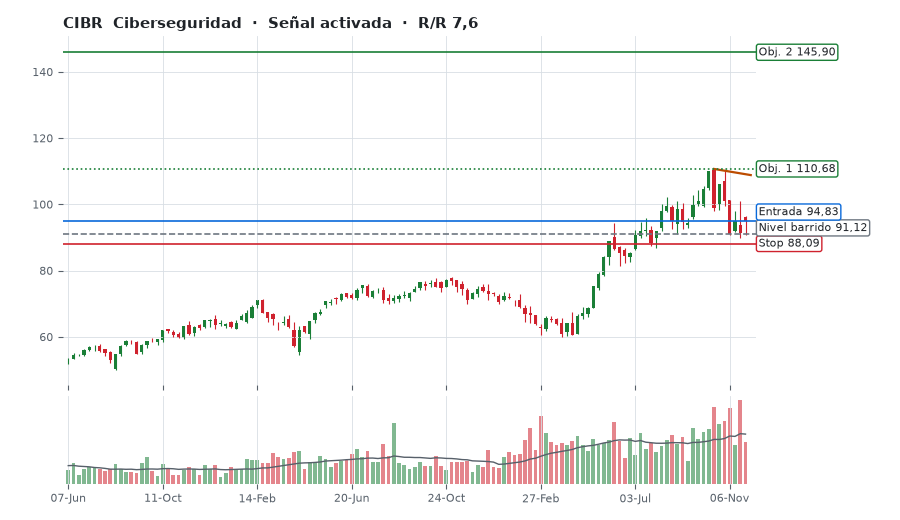 CIBR Ciberseguridad · Señal activada · R/R 7,6
Obj. 2 145,90
140
120
Obj. 1 110,68
100
Entrada 94,83
Nivel barrido 91,12
Stop 88,09
80
60
07-Jun
11-Oct
14-Feb
20-Jun
24-Oct
27-Feb
03-Jul
06-Nov